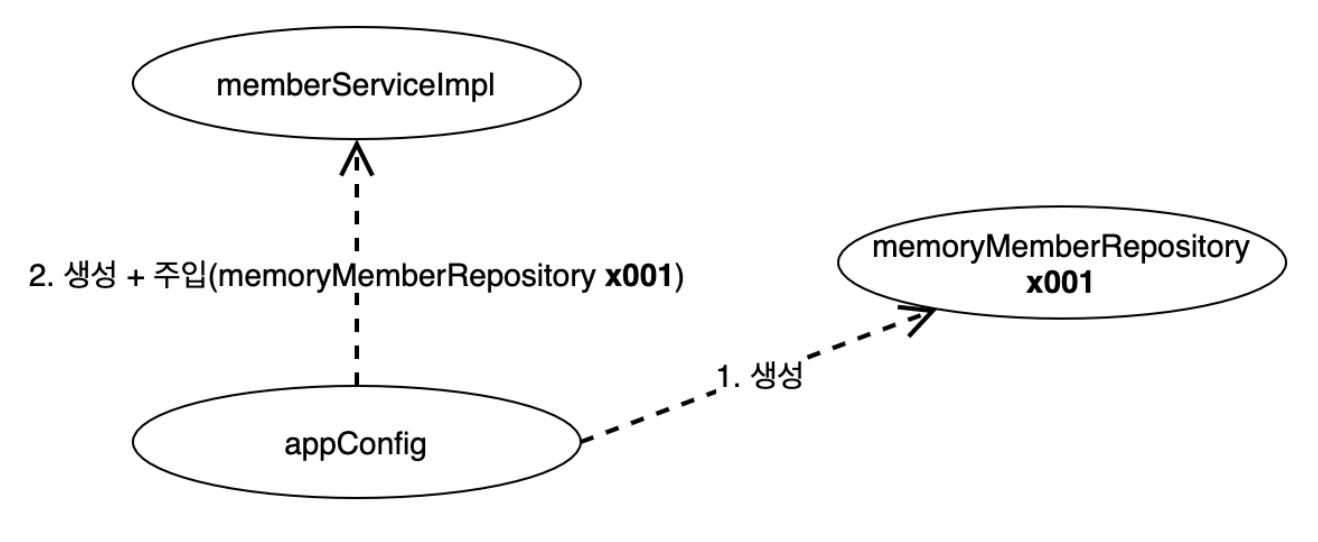 memberServiceImpl
memoryMemberRepository
x001
2. 생성 + 주입(memoryMemberRepository x001)
1. 생성
appConfig